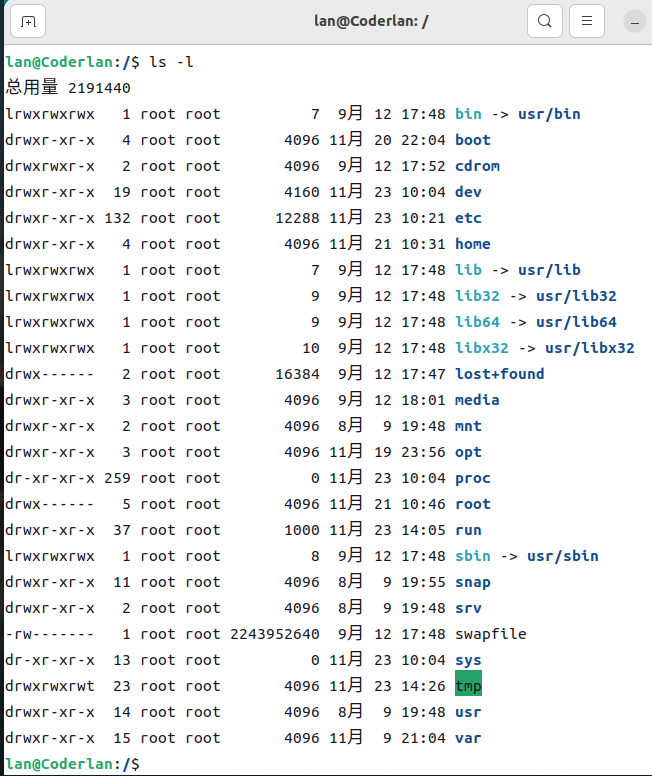 lan@Coderlan: /
lan@Coderlan:/$ ls -l
总用量 2191440
lrwxrwxrwx   1 root root          7  9月 12 17:48 bin -> usr/bin
drwxr-xr-x   4 root root       4096 11月 20 22:04 boot
drwxrwxr-x   2 root root       4096  9月 12 17:52 cdrom
drwxr-xr-x  19 root root       4160 11月 23 10:04 dev
drwxr-xr-x 132 root root      12288 11月 23 10:21 etc
drwxr-xr-x   4 root root       4096 11月 21 10:31 home
lrwxrwxrwx   1 root root          7  9月 12 17:48 lib -> usr/lib
lrwxrwxrwx   1 root root          9  9月 12 17:48 lib32 -> usr/lib32
lrwxrwxrwx   1 root root          9  9月 12 17:48 lib64 -> usr/lib64
lrwxrwxrwx   1 root root         10  9月 12 17:48 libx32 -> usr/libx32
drwx------   2 root root      16384  9月 12 17:47 lost+found
drwxr-xr-x   3 root root       4096  9月 12 18:01 media
drwxr-xr-x   2 root root       4096  8月  9 19:48 mnt
drwxr-xr-x   3 root root       4096 11月 19 23:56 opt
dr-xr-xr-x 259 root root          0 11月 23 10:04 proc
drwx------   5 root root       4096 11月 21 10:46 root
drwxr-xr-x  37 root root       1000 11月 23 14:05 run
lrwxrwxrwx   1 root root          8  9月 12 17:48 sbin -> usr/sbin
drwxr-xr-x  11 root root       4096  8月  9 19:55 snap
drwxr-xr-x   2 root root       4096  8月  9 19:48 srv
-rw-------   1 root root 2243952640  9月 12 17:48 swapfile
dr-xr-xr-x  13 root root          0 11月 23 10:04 sys
drwxrwxrwt  23 root root       4096 11月 23 14:26 tmp
drwxr-xr-x  14 root root       4096  8月  9 19:48 usr
drwxr-xr-x  15 root root       4096 11月  9 21:04 var
lan@Coderlan:/$